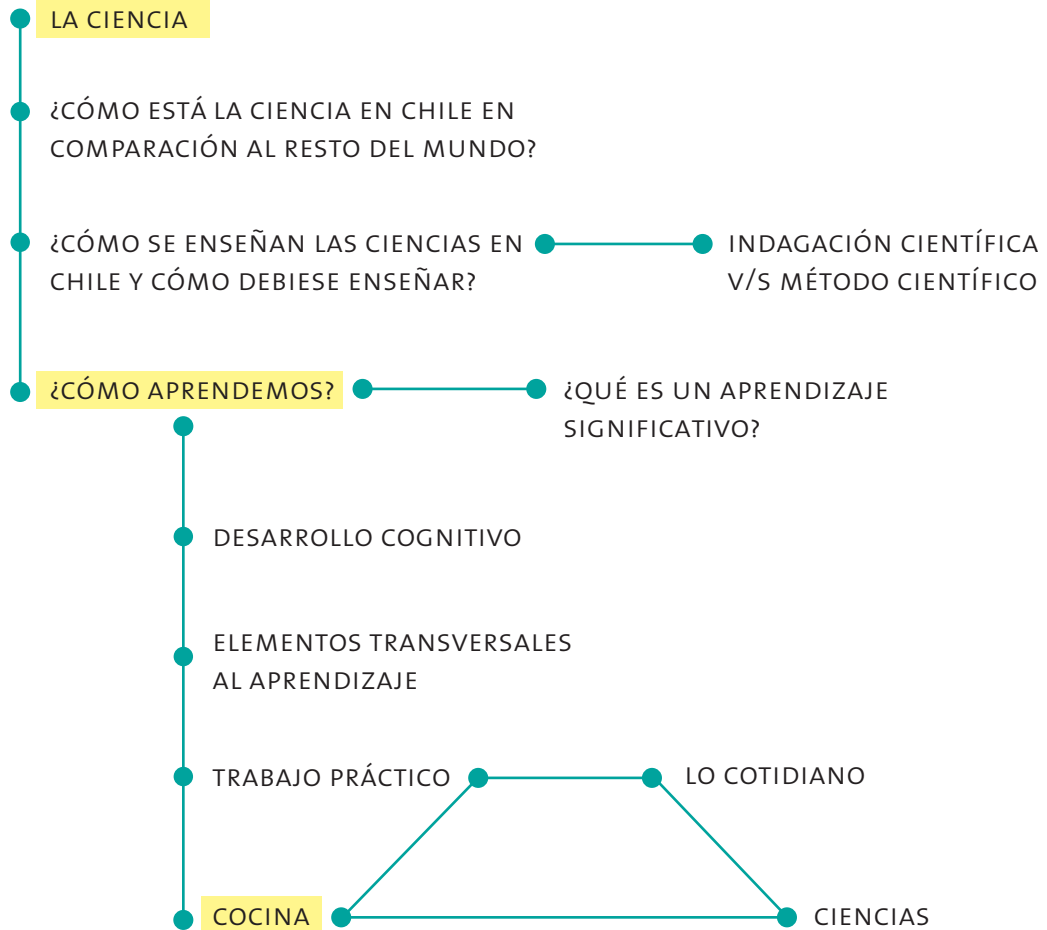 LA CIENCIA
¿CÓMO ESTÁ LA CIENCIA EN CHILE EN
COMPARACIÓN AL RESTO DEL MUNDO?
¿CÓMO SE ENSEÑAN LAS CIENCIAS EN
CHILE Y CÓMO DEBIESE ENSEÑAR?
INDAGACIÓN CIENTÍFICA
V/S MÉTODO CIENTÍFICO
¿CÓMO APRENDEMOS?
¿QUÉ ES UN APRENDIZAJE
SIGNIFICATIVO?
DESARROLLO COGNITIVO
ELEMENTOS TRANSVERSALES
AL APRENDIZAJE
TRABAJO PRÁCTICO
LO COTIDIANO
COCINA
CIENCIAS